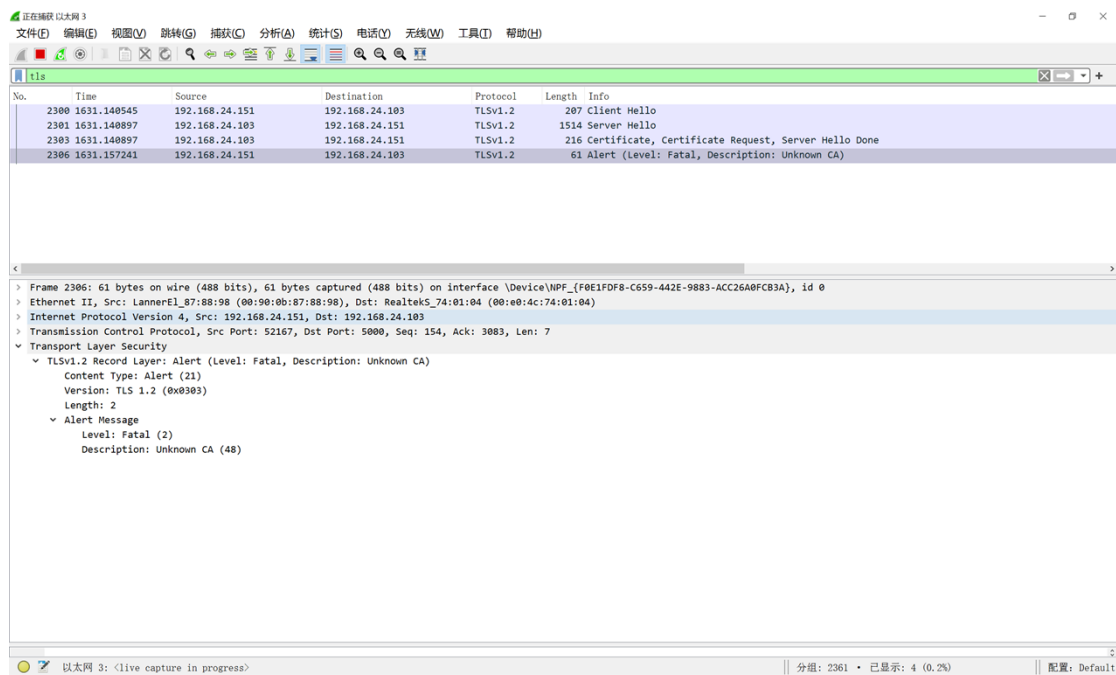 正在捕获 以太网 3
文件(F) 编辑(E) 视图(V) 跳转(G) 捕获(C) 分析(A) 统计(S) 电话(Y) 无线(W) 工具(T) 帮助(H)
tls
No. Time Source Destination Protocol Length Info
2300 1631.140545 192.168.24.151 192.168.24.103 TLSv1.2 207 Client Hello
2301 1631.140897 192.168.24.103 192.168.24.151 TLSv1.2 1514 Server Hello
2303 1631.140897 192.168.24.103 192.168.24.151 TLSv1.2 216 Certificate, Certificate Request, Server Hello Done
2306 1631.157241 192.168.24.151 192.168.24.103 TLSv1.2 61 Alert (Level: Fatal, Description: Unknown CA)
Frame 2306: 61 bytes on wire (488 bits), 61 bytes captured (488 bits) on interface \Device\NPF_{F0E1FDF8-C659-442E-9883-ACC26A0FCB3A}, id 0
Ethernet II, Src: LannerEl_87:88:98 (00:90:0b:87:88:98), Dst: RealtekS_74:01:04 (00:e0:4c:74:01:04)
Internet Protocol Version 4, Src: 192.168.24.151, Dst: 192.168.24.103
Transmission Control Protocol, Src Port: 52167, Dst Port: 5000, Seq: 154, Ack: 3083, Len: 7
Transport Layer Security
TLSv1.2 Record Layer: Alert (Level: Fatal, Description: Unknown CA)
Content Type: Alert (21)
Version: TLS 1.2 (0x0303)
Length: 2
Alert Message
Level: Fatal (2)
Description: Unknown CA (48)
以太网 3: <live capture in progress> 分组: 2361 · 已显示: 4 (0.2%) 配置: Default